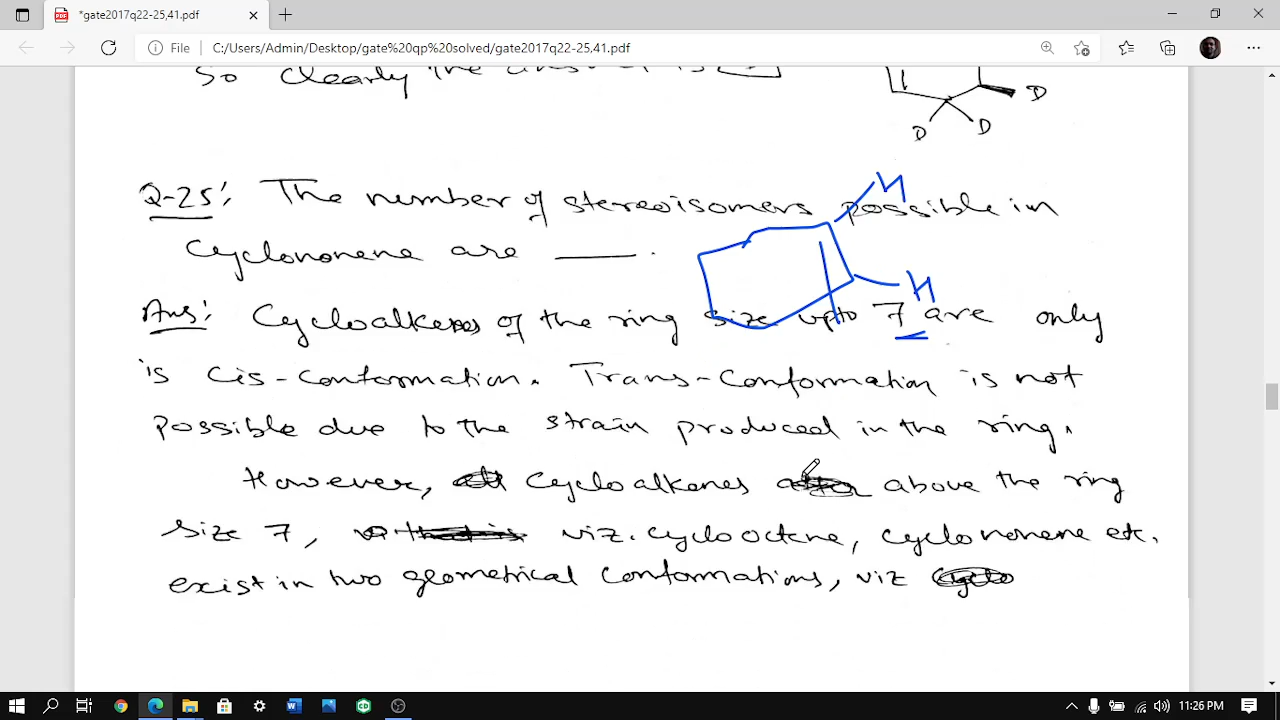 *gate2017q22-25,41.pdf
File C:/Users/Admin/Desktop/gate%20qp%20solved/gate2017q22-25,41.pdf
So clearly the answer is
D
D D
Q-25: The number of stereoisomers possible in
Cyclononene are ____.
H
H
Ans: Cycloalkenes of the ring size upto 7 are only
is Cis-Conformation. Trans-Conformation is not
possible due to the strain produced in the ring.
However, cycloalkenes above the ring
size 7, viz. cyclooctene, cyclononene etc.
exist in two geometrical conformations, viz
11:26 PM